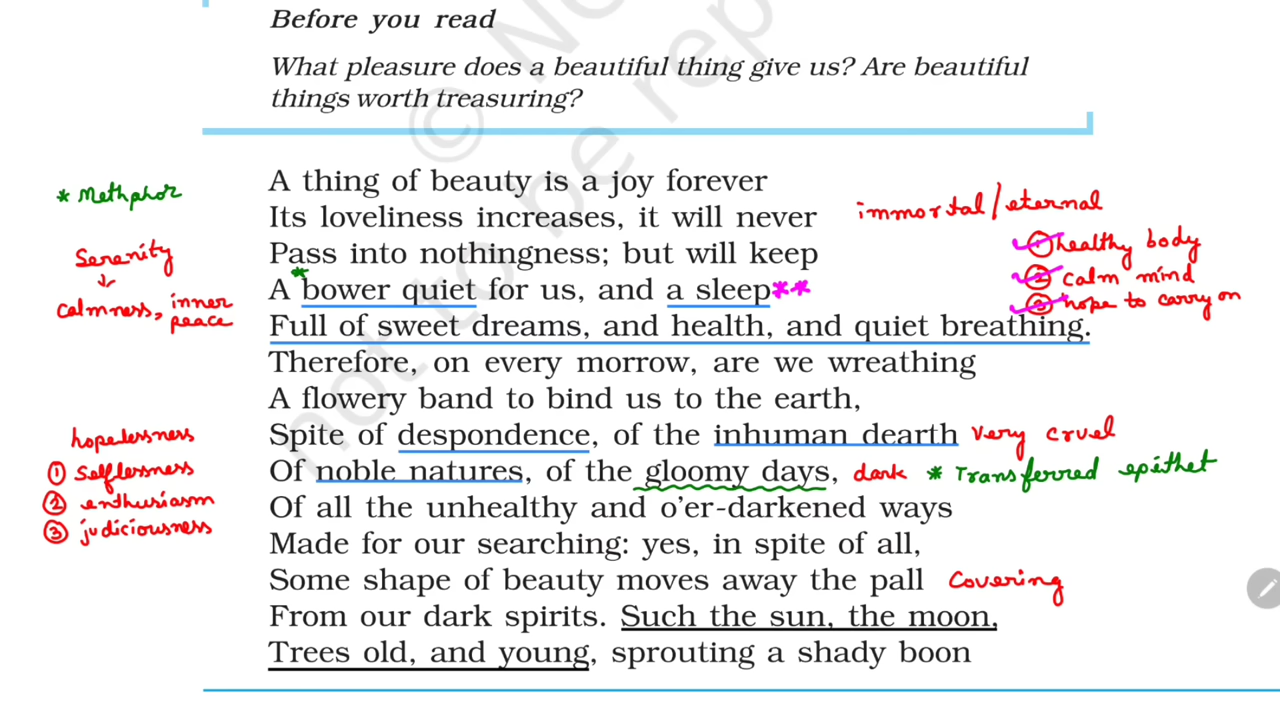 Before you read
What pleasure does a beautiful thing give us? Are beautiful
things worth treasuring?
A thing of beauty is a joy forever
* Methphor
Its loveliness increases, it will never
immortal/eternal
Pass into nothingness; but will keep
Serenity
① healthy body
* A bower quiet for us, and a sleep**
② calm mind
calmness, inner peace
③ hope to carry on
Full of sweet dreams, and health, and quiet breathing.
Therefore, on every morrow, are we wreathing
A flowery band to bind us to the earth,
hopelessness
Spite of despondence, of the inhuman dearth very cruel
① selflessness
Of noble natures, of the gloomy days, dark * Transferred epithet
② enthusiasm
Of all the unhealthy and o'er-darkened ways
③ judiciousness
Made for our searching: yes, in spite of all,
Some shape of beauty moves away the pall covering
From our dark spirits. Such the sun, the moon,
Trees old, and young, sprouting a shady boon
© N
not to be rep